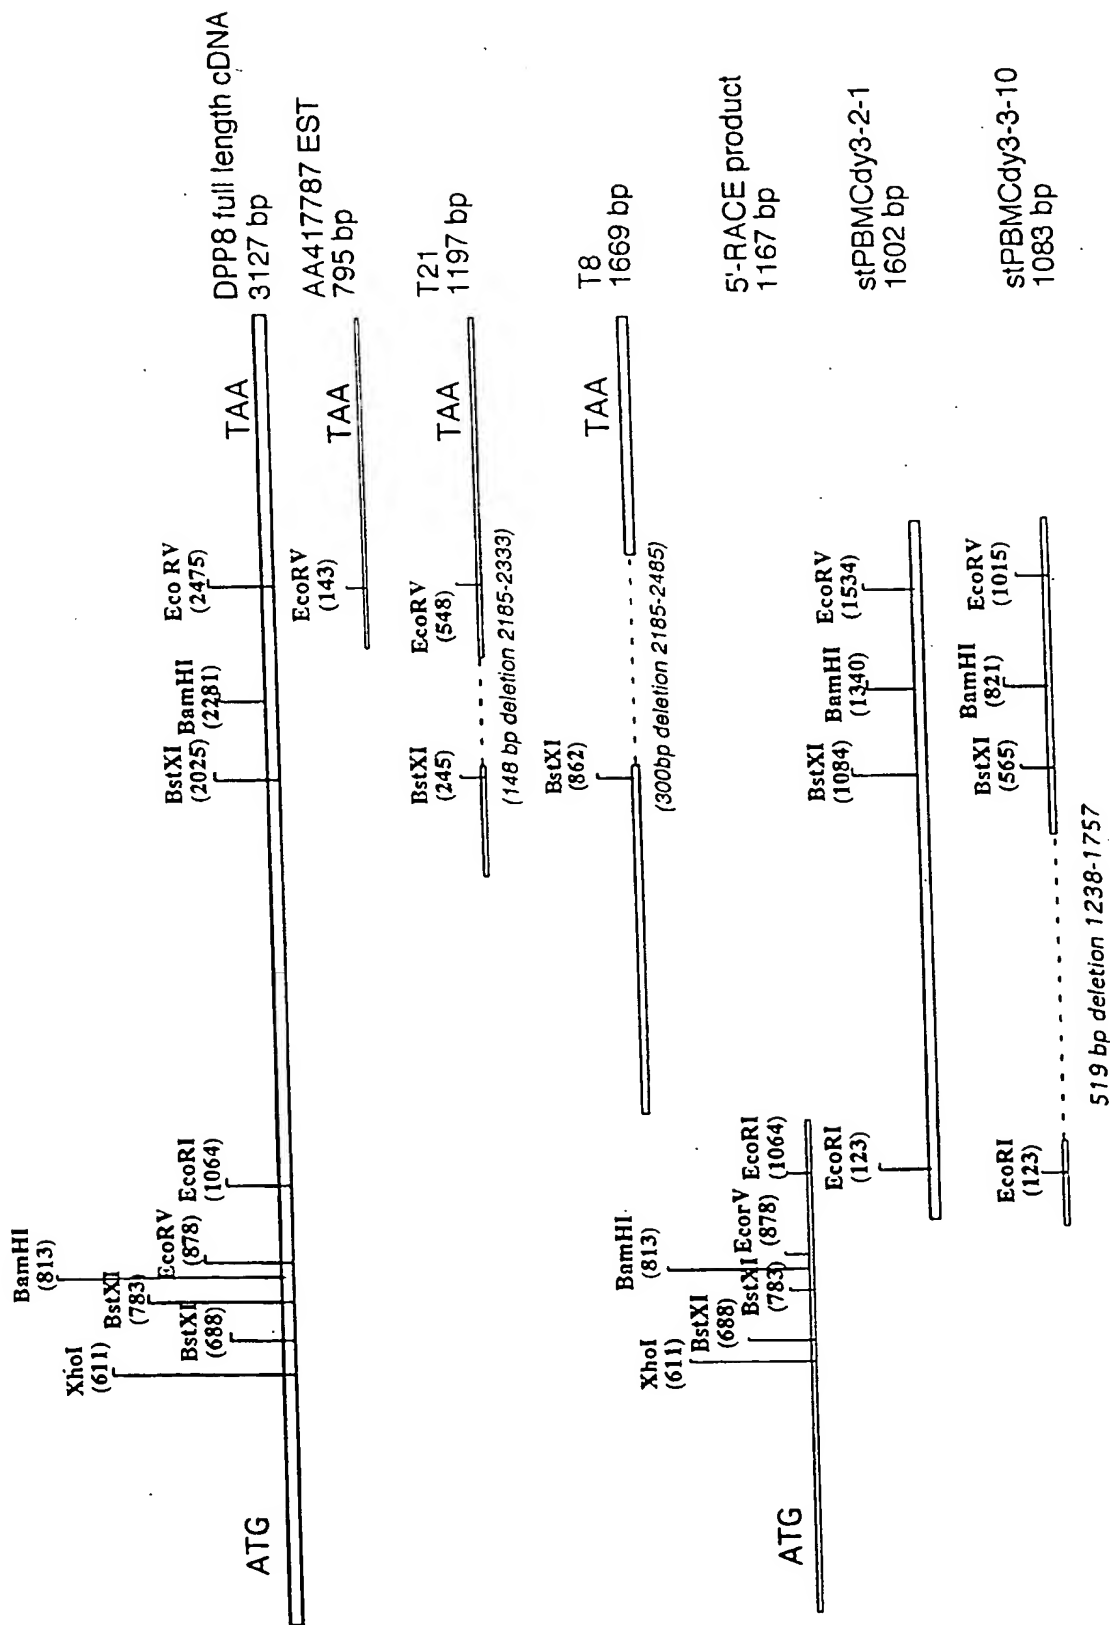 DPP8 full length cDNA
3127 bp
BamHI
(813)
XhoI
(611)
BstXI
(783)
BstXI
(688)
EcoRV
(878)
EcoRI
(1064)
BstXI
(2025)
BamHI
(2281)
Eco RV
(2475)
ATG
TAA
AA417787 EST
795 bp
EcoRV
(143)
TAA
T21
1197 bp
BstXI
(245)
EcoRV
(548)
TAA
(148 bp deletion 2185-2333)
T8
1669 bp
BstXI
(862)
TAA
(300bp deletion 2185-2485)
5'-RACE product
1167 bp
XhoI
(611)
BstXI
(688)
BamHI
(813)
BstXI
(783)
EcorV
(878)
EcoRI
(1064)
ATG
stPBMCdy3-2-1
1602 bp
EcoRI
(123)
BstXI
(1084)
BamHI
(1340)
EcoRV
(1534)
stPBMCdy3-3-10
1083 bp
EcoRI
(123)
BstXI
(565)
BamHI
(821)
EcoRV
(1015)
519 bp deletion 1238-1757